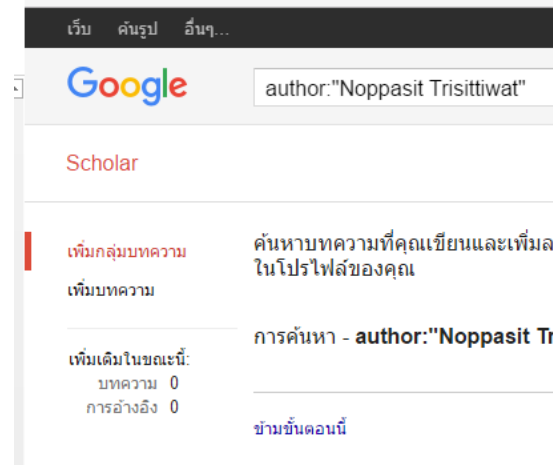 เว็บ ค้นรูป อื่นๆ...
Google
author:"Noppasit Trisittiwat"
Scholar
เพิ่มกลุ่มบทความ
เพิ่มบทความ
เพิ่มเติมในขณะนี้:
บทความ 0
การอ้างอิง 0
ค้นหาบทความที่คุณเขียนและเพิ่มล
ในโปรไฟล์ของคุณ
การค้นหา - author:"Noppasit Tr
ข้ามขั้นตอนนี้